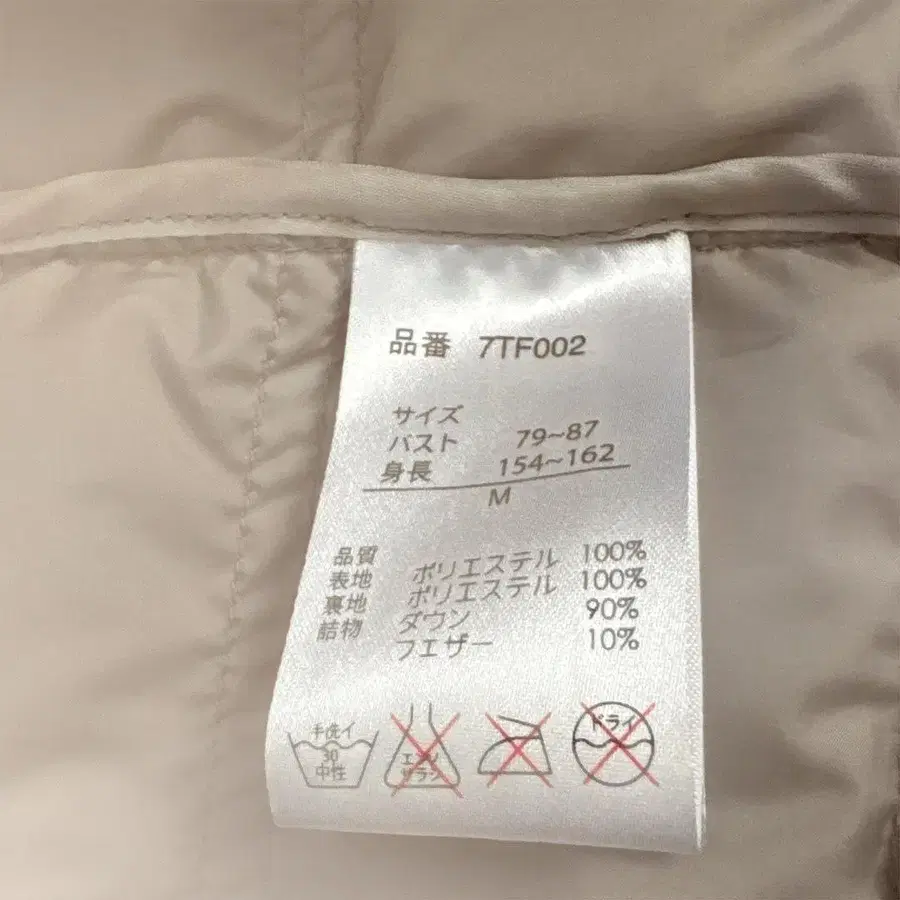 品番 7TF002
サイズ
バスト 79~87
身長 154~162
M
品質
表地 ポリエステル 100%
裏地 ポリエステル 100%
詰物 ダウン 90%
フェザー 10%
手洗イ
30
中性
エンソ
サラシ
ドライ